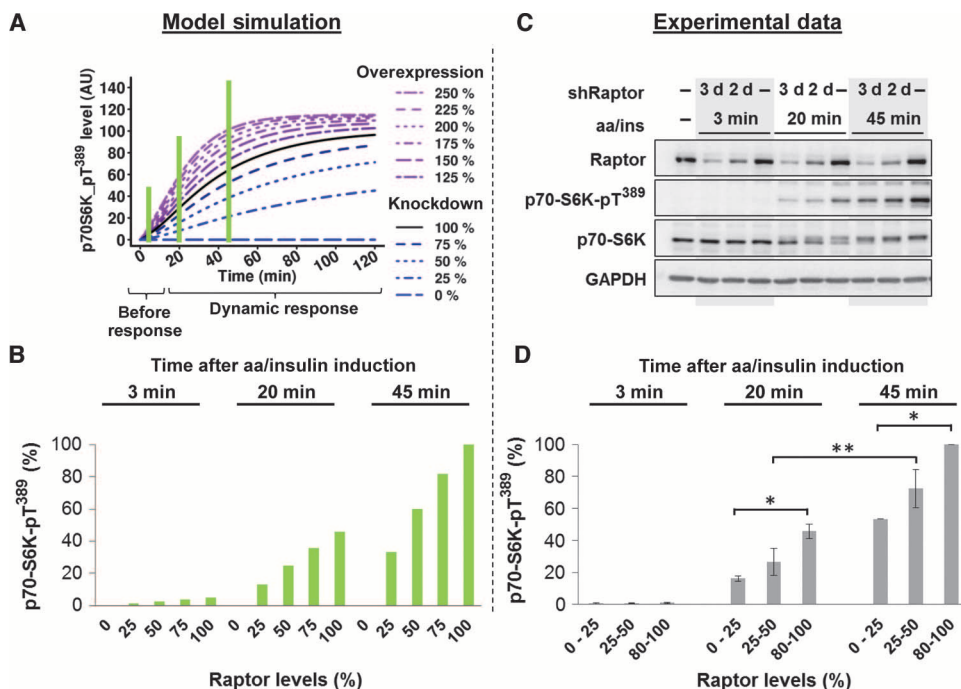 A
Model simulation
p70S6K_pT389 level (AU)
140
120
100
80
60
40
20
0
0 20 40 60 80 100 120
Time (min)
Before response
Dynamic response
Overexpression
250 %
225 %
200 %
175 %
150 %
125 %
Knockdown
100 %
75 %
50 %
25 %
0 %
B
Time after aa/insulin induction
3 min 20 min 45 min
p70-S6K-pT389 (%)
100
80
60
40
20
0
0 25 50 75 100 0 25 50 75 100 0 25 50 75 100
Raptor levels (%)
C
Experimental data
shRaptor – 3 d 2 d – 3 d 2 d – 3 d 2 d –
aa/ins – 3 min 20 min 45 min
Raptor
p70-S6K-pT389
p70-S6K
GAPDH
D
Time after aa/insulin induction
3 min 20 min 45 min
p70-S6K-pT389 (%)
100
80
60
40
20
0
*
**
*
0 - 25 25-50 80-100 0 - 25 25-50 80-100 0 - 25 25-50 80-100
Raptor levels (%)